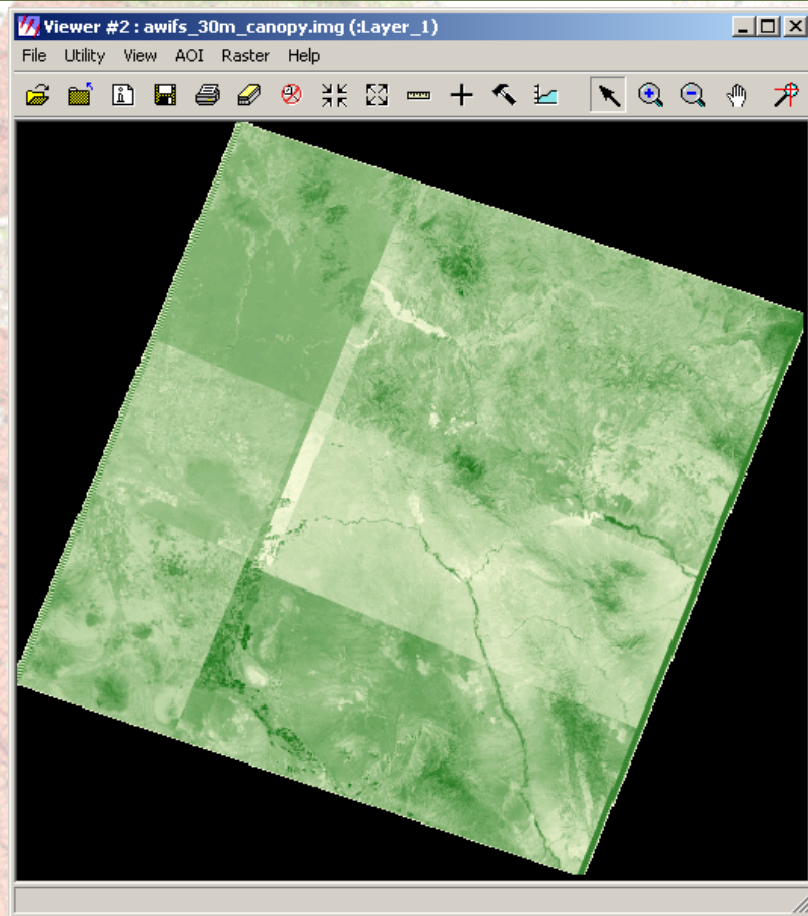 Viewer #2 : awifs_30m_canopy.img (:Layer_1)
File Utility View AOI Raster Help